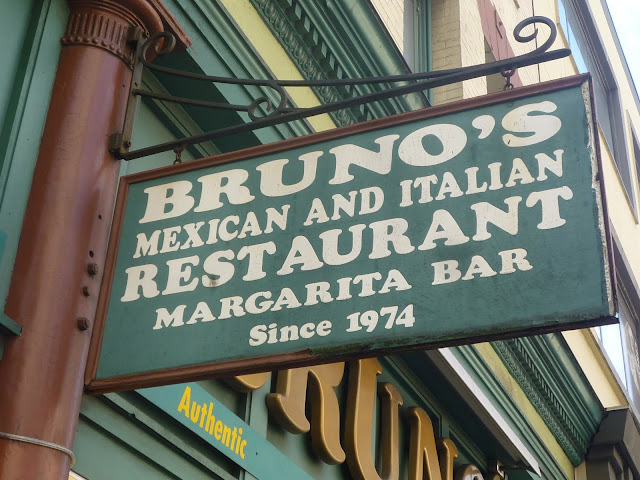 BRUNO'S
MEXICAN AND ITALIAN
RESTAURANT
MARGARITA BAR
Since 1974
Authentic